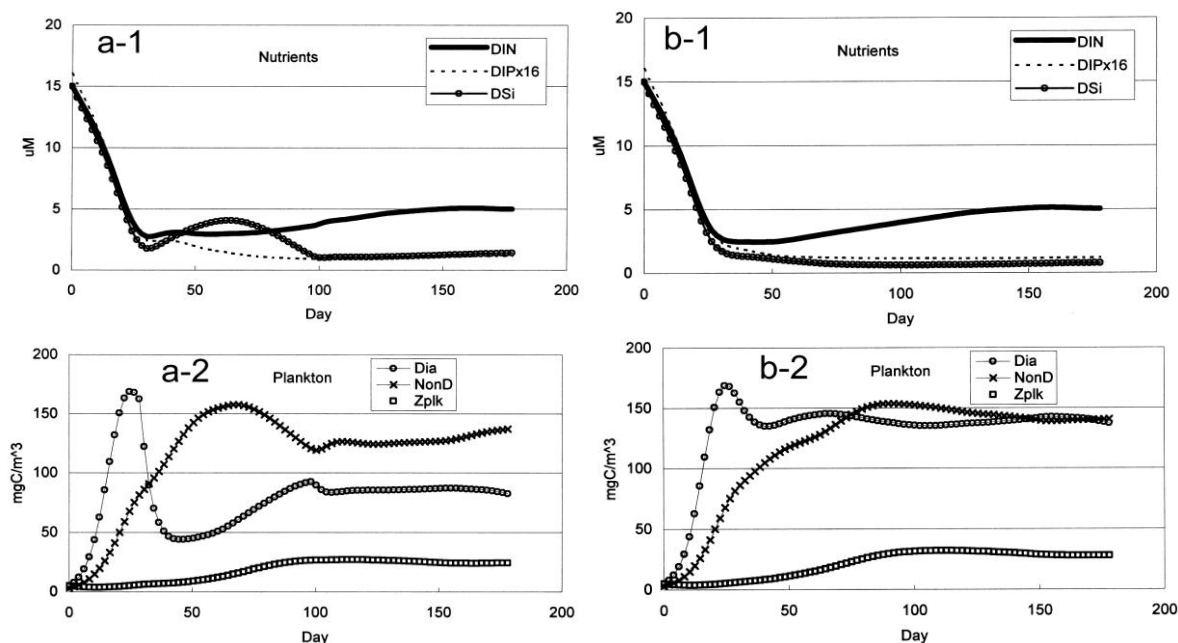 a-1
Nutrients
DIN
DIPx16
DSi
20
15
10
5
0
uM
0 50 100 150 200
Day
b-1
Nutrients
DIN
DIPx16
DSi
20
15
10
5
0
uM
0 50 100 150 200
Day
a-2
Plankton
Dia
NonD
Zplk
200
150
100
50
0
mgC/m^3
0 50 100 150 200
Day
b-2
Plankton
Dia
NonD
Zplk
200
150
100
50
0
mgC/m^3
0 50 100 150 200
Day